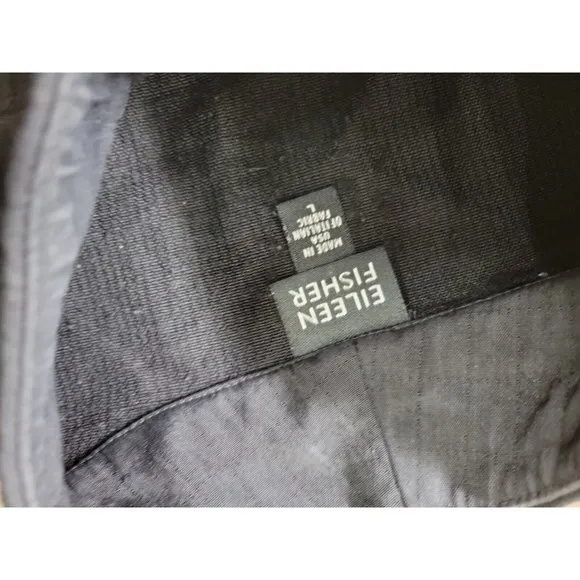 EILEEN
FISHER
MADE IN
USA
OF ITALIAN
FABRIC
L